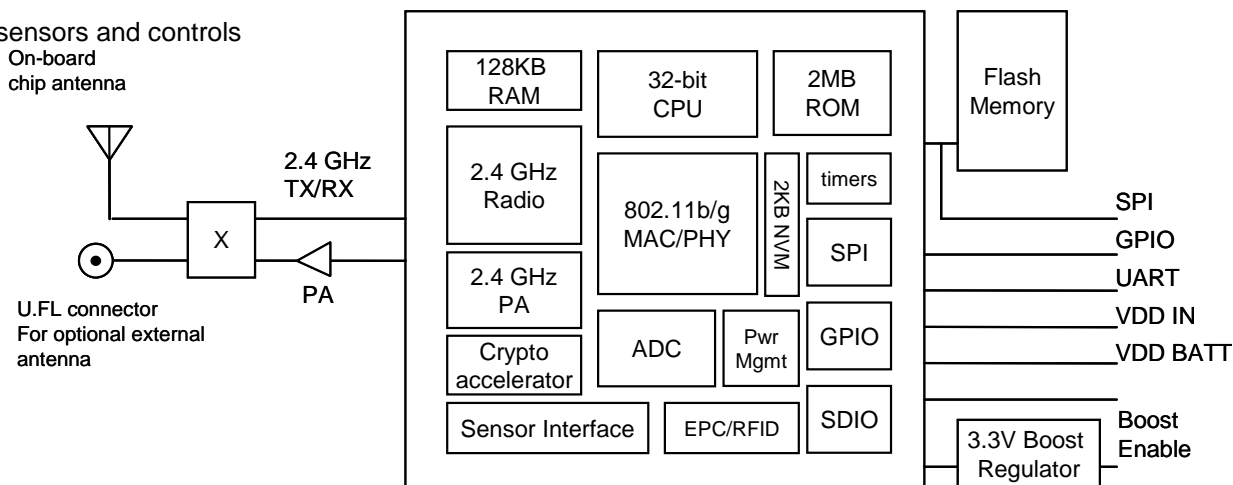 sensors and controls
On-board
chip antenna
2.4 GHz
TX/RX
X
PA
U.FL connector
For optional external
antenna
128KB
RAM
32-bit
CPU
2MB
ROM
2.4 GHz
Radio
802.11b/g
MAC/PHY
2KB NVM
timers
SPI
2.4 GHz
PA
ADC
Pwr
Mgmt
GPIO
Crypto
accelerator
Sensor Interface
EPC/RFID
SDIO
Flash
Memory
SPI
GPIO
UART
VDD IN
VDD BATT
Boost
Enable
3.3V Boost
Regulator